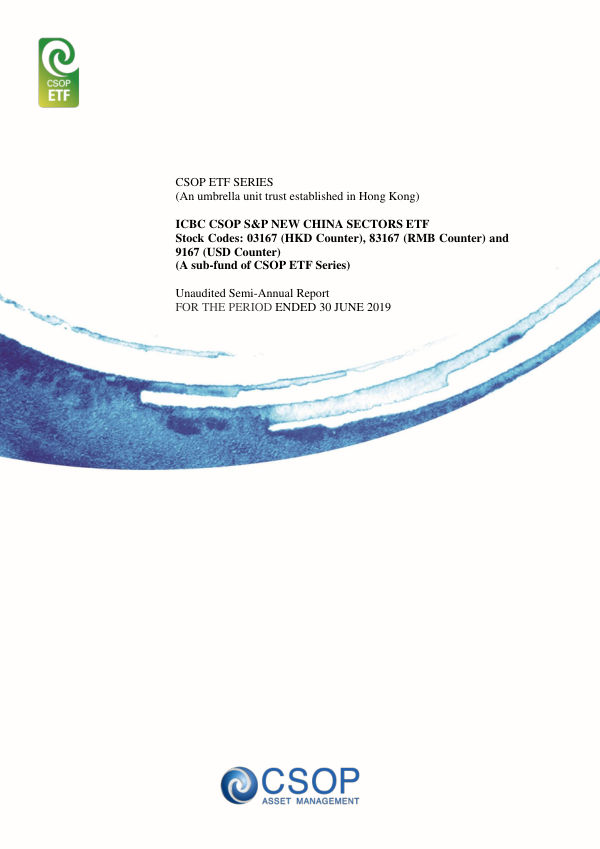 CSOP
ETF
CSOP ETF SERIES
(An umbrella unit trust established in Hong Kong)
ICBC CSOP S&P NEW CHINA SECTORS ETF
Stock Codes: 03167 (HKD Counter), 83167 (RMB Counter) and
9167 (USD Counter)
(A sub-fund of CSOP ETF Series)
Unaudited Semi-Annual Report
FOR THE PERIOD ENDED 30 JUNE 2019
CSOP
ASSET MANAGEMENT